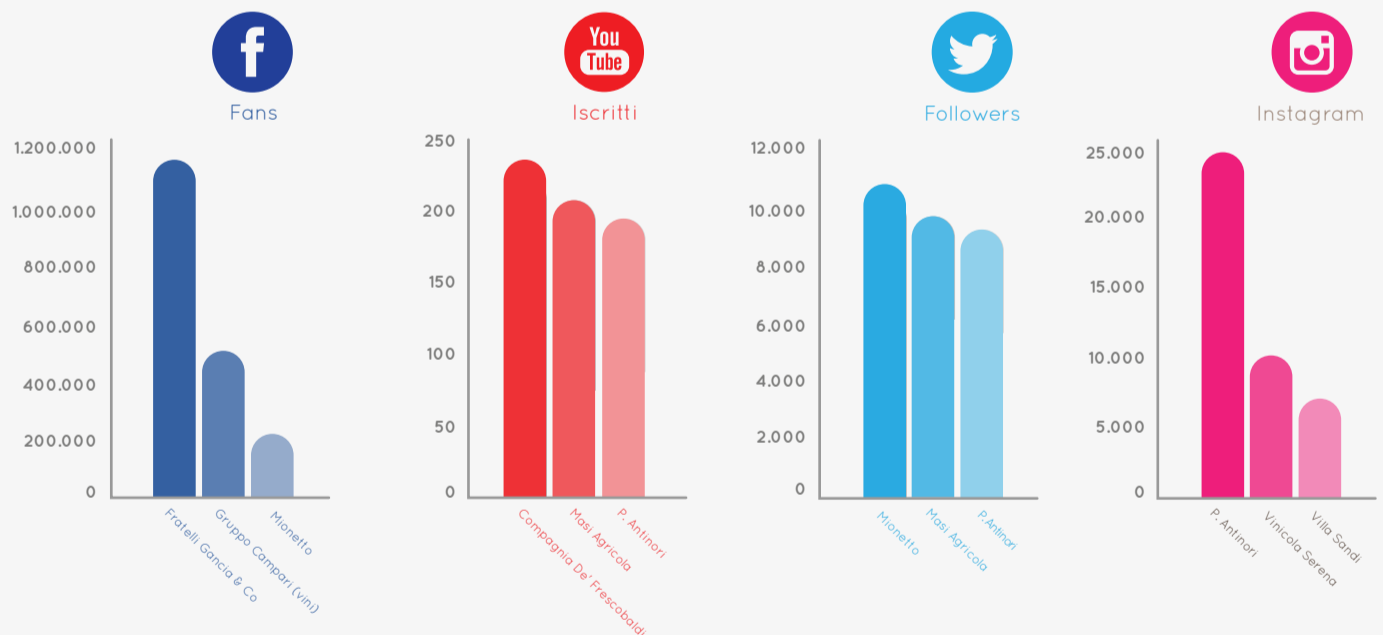 f
You
Tube
Fans
Iscritti
Followers
Instagram
1.200.000
1.000.000
800.000
600.000
400.000
200.000
0
Fratelli Gancia & Co
Gruppo Campari (vini)
Mionetto
250
200
150
100
50
0
Compagnia De' Frescobaldi
Masi Agricola
P. Antinori
12.000
10.000
8.000
6.000
4.000
2.000
0
Mionetto
Masi Agricola
P. Antinori
25.000
20.000
15.000
10.000
5.000
0
P. Antinori
Vinicola Serena
Villa Sandi